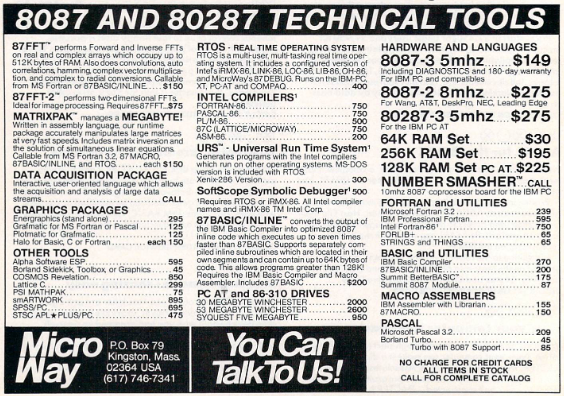 8087 AND 80287 TECHNICAL TOOLS
87FFT™ performs Forward and Inverse FFTs
on real and complex arrays which occupy up to
512K bytes of RAM. Also does convolutions, auto
correlations, hamming, complex vector multiplica-
tion, and complex to radial conversions. Callable
from MS Fortran or 87BASIC/INLINE..... $150
87FFT-2™ performs two-dimensional FFTs.
Ideal for image processing. Requires 87FFT. $75
MATRIXPAK™ manages a MEGABYTE!
Written in assembly language, our runtime
package accurately manipulates large matrices
at very fast speeds. Includes matrix inversion and
the solution of simultaneous linear equations.
Callable from MS Fortran 3.2, 87MACRO,
87BASIC/INLINE, and RTOS....... each $150
DATA ACQUISITION PACKAGE
Interactive, user-oriented language which allows
the acquisition and analysis of large data
streams.................... CALL
GRAPHICS PACKAGES
Energraphics (stand alone)............ 295
Grafmatic for MS Fortran or Pascal........ 125
Plotmatic for Grafmatic............ 125
Halo for Basic, C or Fortran........ each 150
OTHER TOOLS
Alpha Software ESP............ 595
Borland Sidekick, Toolbox, or Graphics.... 45
COSMOS Revelation............ 850
Lattice C............ 299
PSI MATHPAK............ 75
smARTWORK............ 895
SPSS/PC............ 695
STSC APL★PLUS/PC............ 475
RTOS - REAL TIME OPERATING SYSTEM
RTOS is a multi-user, multi-tasking real time oper-
ating system. It includes a configured version of
Intel's iRMX-86, LINK-86, LOC-86, LIB-86, OH-86,
and MicroWay's 87DEBUG. Runs on the IBM-PC,
XT, PC-AT and COMPAQ............ 400
INTEL COMPILERS¹
FORTRAN-86............ 750
PASCAL-86............ 750
PL/M-86............ 500
87C (LATTICE/MICROWAY)............ 750
ASM-86............ 200
URS™ - Universal Run Time System¹
Generates programs with the Intel compilers
which run on other operating systems. MS-DOS
version is included with RTOS.
Xenix-286 Version............ 300
SoftScope Symbolic Debugger¹ 500
¹Requires RTOS or iRMX-86. All Intel compiler
names and iRMX-86 TM Intel Corp.
87BASIC/INLINE™ converts the output of
the IBM Basic Compiler into optimized 8087
inline code which executes up to seven times
faster than 87BASIC. Supports separately com-
piled inline subroutines which are located in their
own segments and can contain up to 64K bytes of
code. This allows programs greater than 128K!
Requires the IBM Basic Compiler and Macro
Assembler. Includes 87BASIC........ $200
PC AT and 86-310 DRIVES
30 MEGABYTE WINCHESTER........ 2000
53 MEGABYTE WINCHESTER........ 2600
SYQUEST FIVE MEGABYTE........ 950
HARDWARE AND LANGUAGES
8087-3 5mhz........ $149
Including DIAGNOSTICS and 180-day warranty
For IBM PC and compatibles
8087-2 8mhz........ $275
For Wang, AT&T, DeskPro, NEC, Leading Edge
80287-3 5mhz........ $275
For the IBM PC AT
64K RAM Set............ $30
256K RAM Set............ $195
128K RAM Set PC AT. $225
NUMBER SMASHER™. CALL
10mhz 8087 coprocessor board for the IBM PC
FORTRAN and UTILITIES
Microsoft Fortran 3.2............ 239
IBM Professional Fortran............ 595
Intel Fortran-86¹............ 750
FORLIB+............ 65
STRINGS and THINGS............ 65
BASIC and UTILITIES
IBM Basic Compiler............ 270
87BASIC/INLINE............ 200
Summit BetterBASIC™............ 175
Summit 8087 Module............ 87
MACRO ASSEMBLERS
IBM Assembler with Librarian........ 155
87MACRO............ 150
PASCAL
Microsoft Pascal 3.2............ 209
Borland Turbo............ 45
Turbo with 8087 Support........ 85
Micro Way
P.O. Box 79
Kingston, Mass.
02364 USA
(617) 746-7341
You Can
Talk To Us!
NO CHARGE FOR CREDIT CARDS
ALL ITEMS IN STOCK
CALL FOR COMPLETE CATALOG